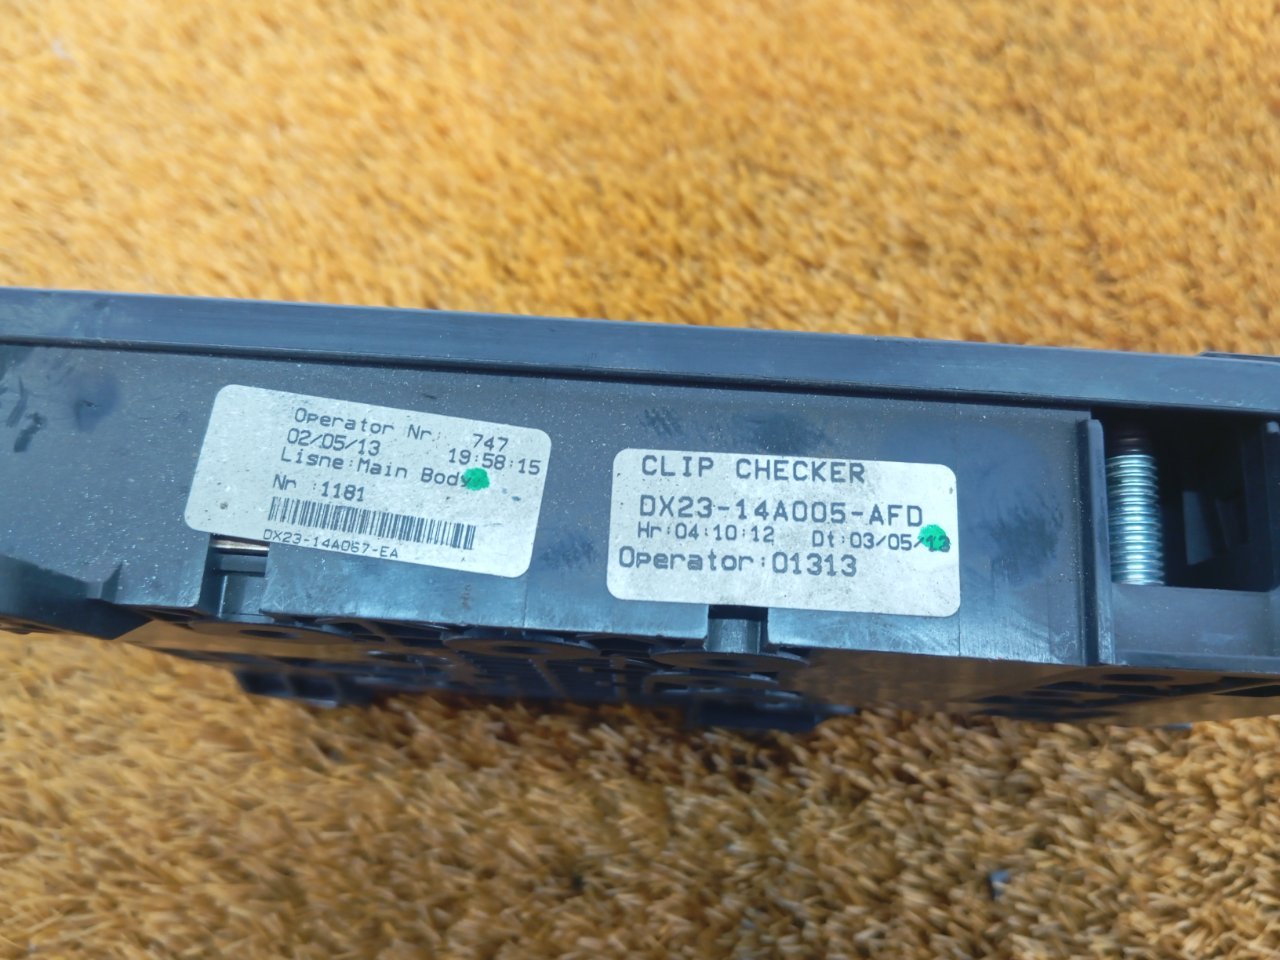 Operator Nr: 747
02/05/13 19:58:15
Lisne:Main Body
Nr :1181
DX23-14A067-EA
CLIP CHECKER
DX23-14A005-AFD
Hr:04:10:12 Dt:03/05/13
Operator:01313